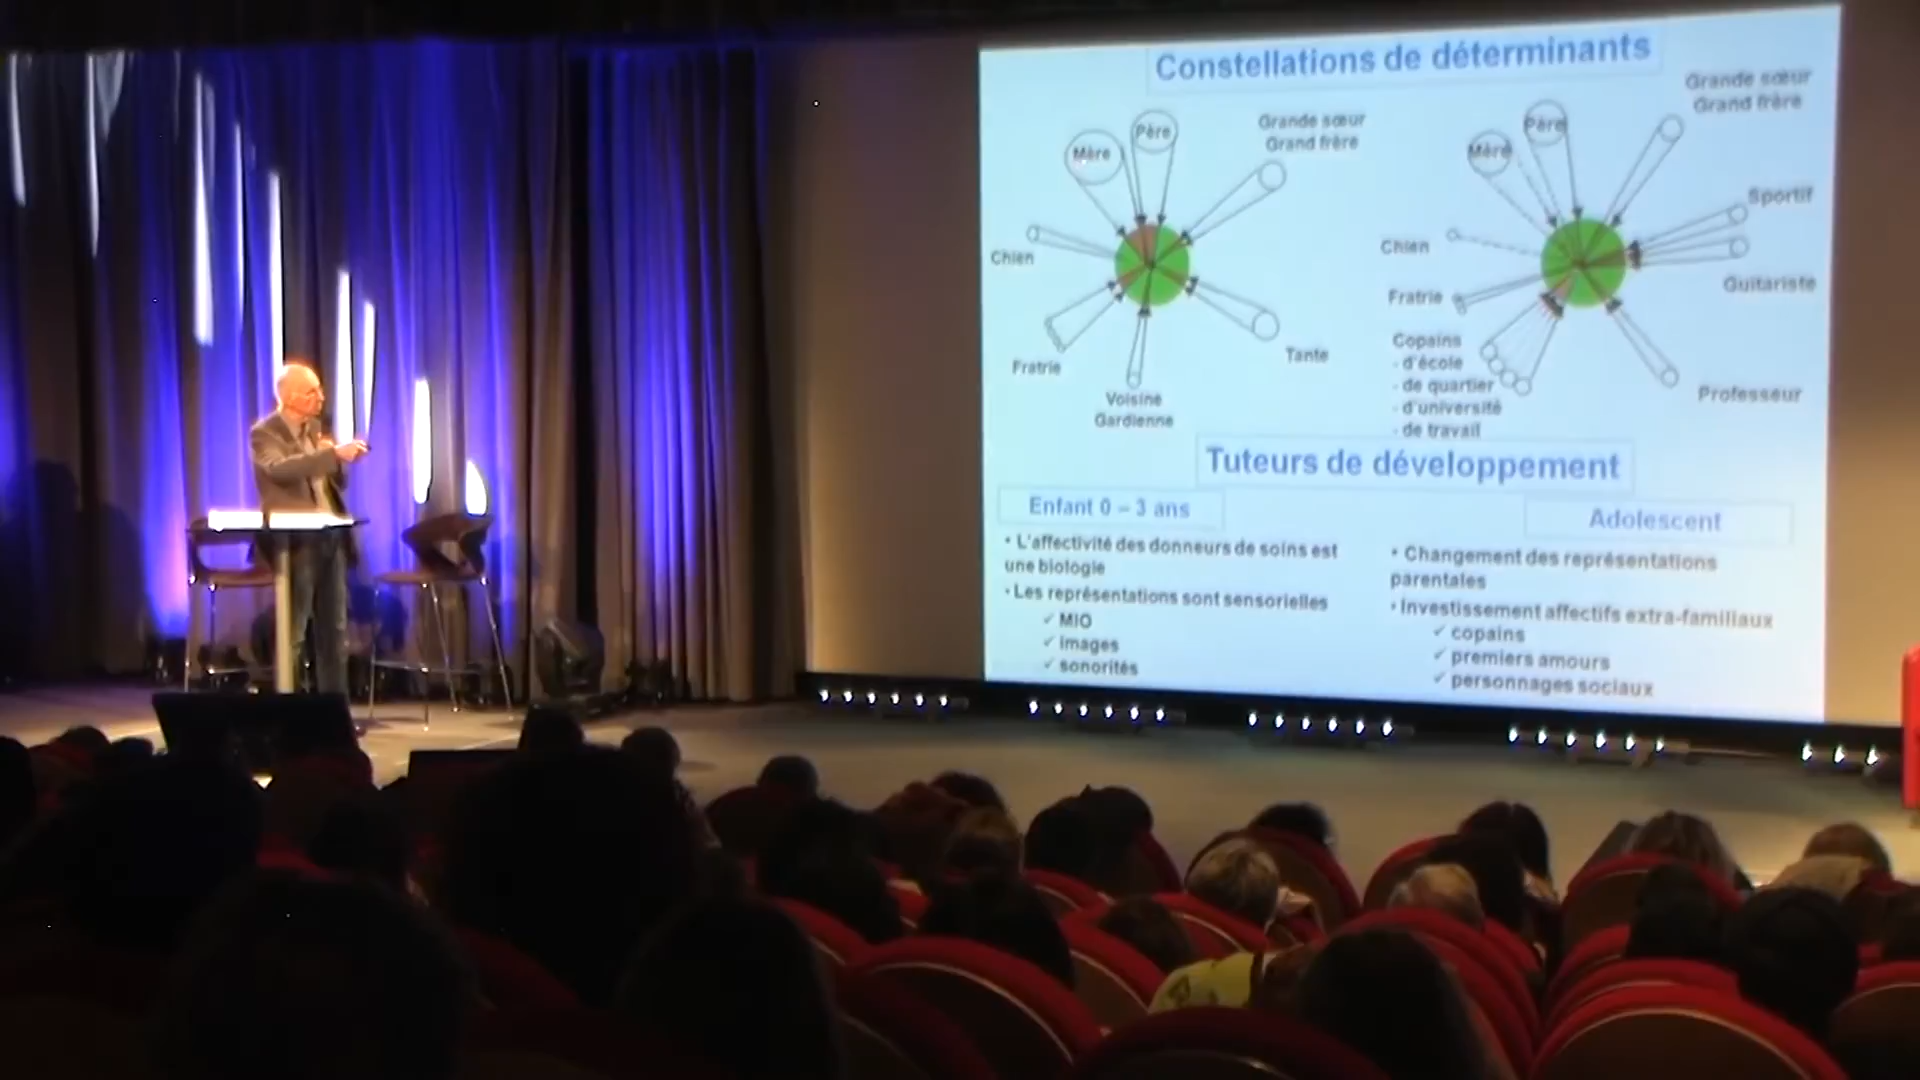 Constellations de déterminants
Mère
Père
Grande sœur
Grand frère
Chien
Fratrie
Voisine
Gardienne
Tante
Mère
Père
Grande sœur
Grand frère
Sportif
Guitariste
Chien
Fratrie
Copains
- d'école
- de quartier
- d'université
- de travail
Professeur
Tuteurs de développement
Enfant 0 – 3 ans
• L'affectivité des donneurs de soins est
une biologie
• Les représentations sont sensorielles
✓ MIO
✓ images
✓ sonorités
Adolescent
• Changement des représentations
parentales
• Investissement affectifs extra-familiaux
✓ copains
✓ premiers amours
✓ personnages sociaux